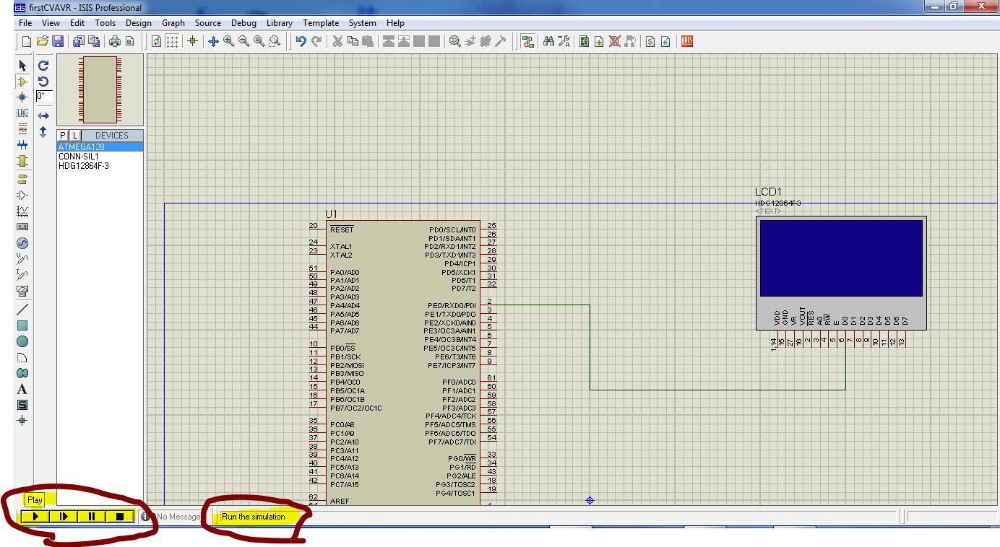 firstCVAVR - ISIS Professional
File View Edit Tools Design Graph Source Debug Library Template System Help
ISIS
ARES
0°
LBL
A
S
P L DEVICES
ATMEGA128
CONN-SIL1
HDG12864F-3
U1
20 RESET
24 XTAL1
23 XTAL2
51 PA0/AD0
50 PA1/AD1
49 PA2/AD2
48 PA3/AD3
47 PA4/AD4
46 PA5/AD5
45 PA6/AD6
44 PA7/AD7
10 PB0/SS
11 PB1/SCK
12 PB2/MOSI
13 PB3/MISO
14 PB4/OC0
15 PB5/OC1A
16 PB6/OC1B
17 PB7/OC2/OC1C
35 PC0/A8
36 PC1/A9
37 PC2/A10
38 PC3/A11
39 PC4/A12
40 PC5/A13
41 PC6/A14
42 PC7/A15
62 AREF
PD0/SCL/INT0 25
PD1/SDA/INT1 26
PD2/RXD1/INT2 27
PD3/TXD1/INT3 28
PD4/ICP1 29
PD5/XCK1 30
PD6/T1 31
PD7/T2 32
PE0/RXD0/PDI 2
PE1/TXD0/PDO 3
PE2/XCK0/AIN0 4
PE3/OC3A/AIN1 5
PE4/OC3B/INT4 6
PE5/OC3C/INT5 7
PE6/T3/INT6 8
PE7/ICP3/INT7 9
PF0/ADC0 61
PF1/ADC1 60
PF2/ADC2 59
PF3/ADC3 58
PF4/ADC4/TCK 57
PF5/ADC5/TMS 56
PF6/ADC6/TDO 55
PF7/ADC7/TDI 54
PG0/WR 33
PG1/RD 34
PG2/ALE 43
PG3/TOSC2 18
PG4/TOSC1 19
LCD1
HDG12864F-3
<TEXT>
VDD GND VR VOUT RES A0 R/W E D0 D1 D2 D3 D4 D5 D6 D7
1,14 15 27 16 2 3 4 5 6 7 8 9 10 11 12 13
Play
No Message
Run the simulation